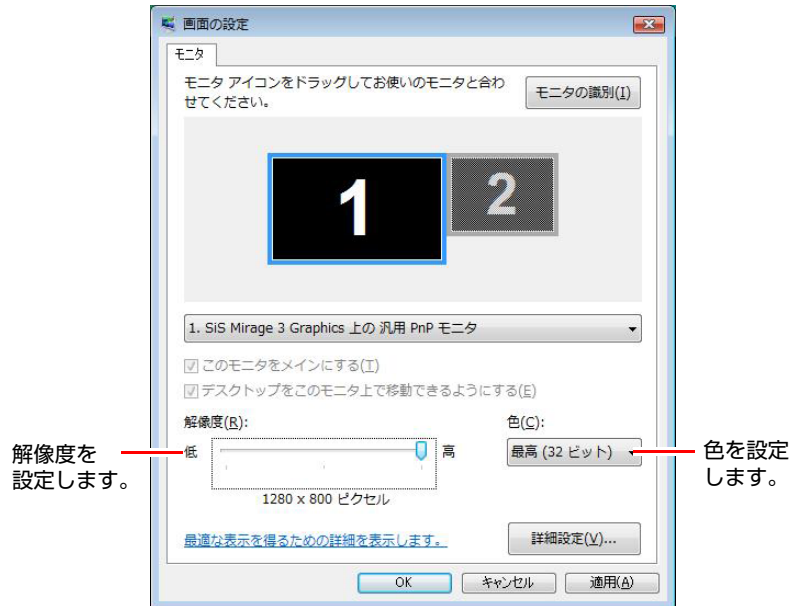 画面の設定
モニタ
モニタ アイコンをドラッグしてお使いのモニタと合わ
せてください。
モニタの識別(I)
1
2
1. SiS Mirage 3 Graphics 上の 汎用 PnP モニタ
このモニタをメインにする(T)
デスクトップをこのモニタ上で移動できるようにする(E)
解像度(R):
色(C):
低
高
最高 (32 ビット)
1280 x 800 ピクセル
解像度を
設定します。
色を設定
します。
最適な表示を得るための詳細を表示します。
詳細設定(V)...
OK
キャンセル
適用(A)